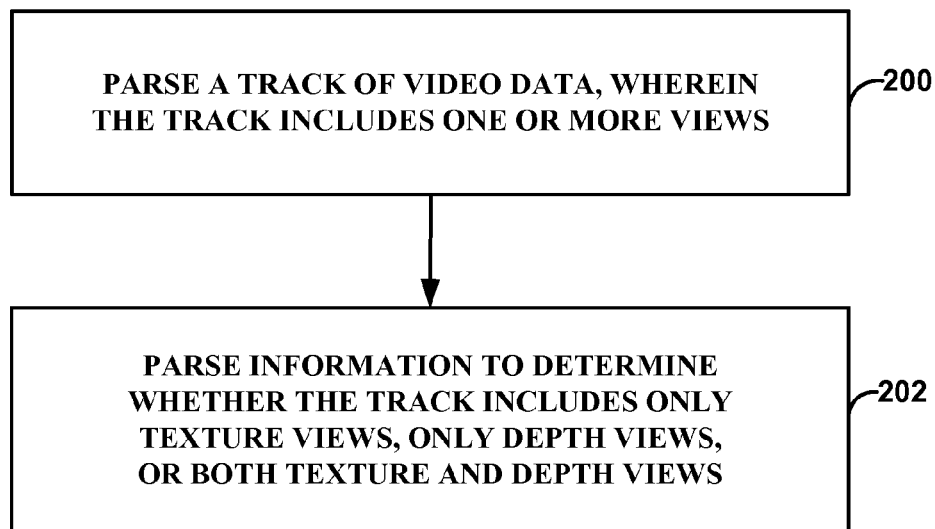 PARSE A TRACK OF VIDEO DATA, WHEREIN
THE TRACK INCLUDES ONE OR MORE VIEWS
200
PARSE INFORMATION TO DETERMINE
WHETHER THE TRACK INCLUDES ONLY
TEXTURE VIEWS, ONLY DEPTH VIEWS,
OR BOTH TEXTURE AND DEPTH VIEWS
202